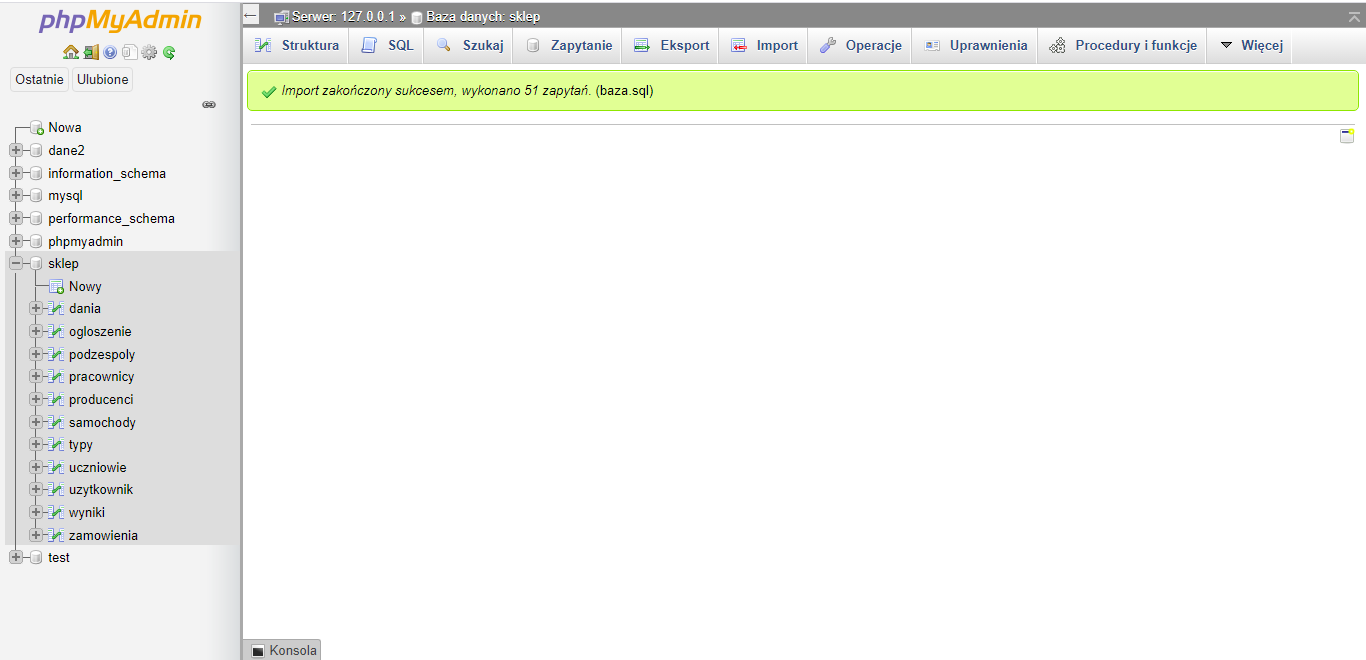 phpMyAdmin
Ostatnie Ulubione
Nowa
dane2
information_schema
mysql
performance_schema
phpmyadmin
sklep
Nowy
dania
ogloszenie
podzespoly
pracownicy
producenci
samochody
typy
uczniowie
uzytkownik
wyniki
zamowienia
test
Serwer: 127.0.0.1 » Baza danych: sklep
Struktura SQL Szukaj Zapytanie Eksport Import Operacje Uprawnienia Procedury i funkcje Więcej
Import zakończony sukcesem, wykonano 51 zapytań. (baza.sql)
Konsola